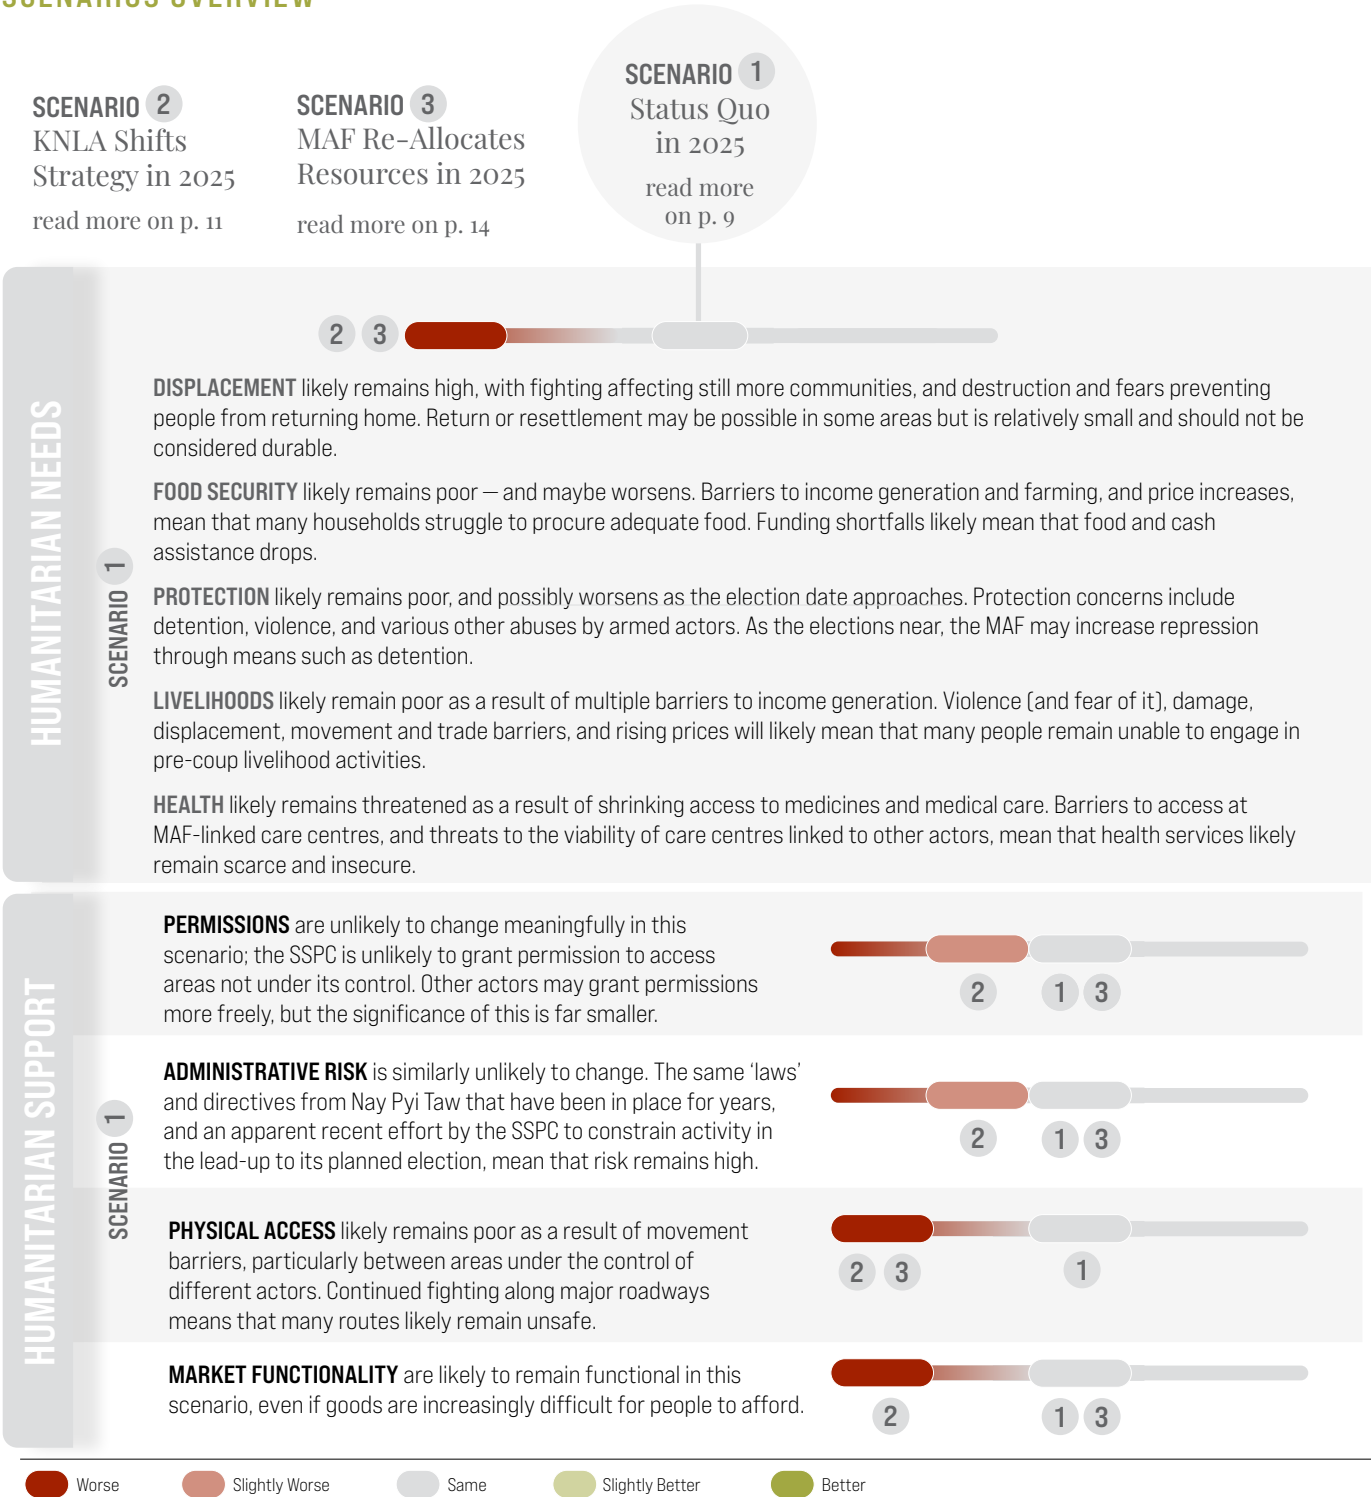 SCENARIOS OVERVIEW
SCENARIO 2
KNLA Shifts
Strategy in 2025
read more on p. 11
SCENARIO 3
MAF Re-Allocates
Resources in 2025
read more on p. 14
SCENARIO 1
Status Quo
in 2025
read more
on p. 9
HUMANITARIAN NEEDS
SCENARIO 1
2 3
DISPLACEMENT likely remains high, with fighting affecting still more communities, and destruction and fears preventing
people from returning home. Return or resettlement may be possible in some areas but is relatively small and should not be
considered durable.
FOOD SECURITY likely remains poor — and maybe worsens. Barriers to income generation and farming, and price increases,
mean that many households struggle to procure adequate food. Funding shortfalls likely mean that food and cash
assistance drops.
PROTECTION likely remains poor, and possibly worsens as the election date approaches. Protection concerns include
detention, violence, and various other abuses by armed actors. As the elections near, the MAF may increase repression
through means such as detention.
LIVELIHOODS likely remain poor as a result of multiple barriers to income generation. Violence (and fear of it), damage,
displacement, movement and trade barriers, and rising prices will likely mean that many people remain unable to engage in
pre-coup livelihood activities.
HEALTH likely remains threatened as a result of shrinking access to medicines and medical care. Barriers to access at
MAF-linked care centres, and threats to the viability of care centres linked to other actors, mean that health services likely
remain scarce and insecure.
HUMANITARIAN SUPPORT
SCENARIO 1
PERMISSIONS are unlikely to change meaningfully in this
scenario; the SSPC is unlikely to grant permission to access
areas not under its control. Other actors may grant permissions
more freely, but the significance of this is far smaller.
2 1 3
ADMINISTRATIVE RISK is similarly unlikely to change. The same ‘laws’
and directives from Nay Pyi Taw that have been in place for years,
and an apparent recent effort by the SSPC to constrain activity in
the lead-up to its planned election, mean that risk remains high.
2 1 3
PHYSICAL ACCESS likely remains poor as a result of movement
barriers, particularly between areas under the control of
different actors. Continued fighting along major roadways
means that many routes likely remain unsafe.
2 3 1
MARKET FUNCTIONALITY are likely to remain functional in this
scenario, even if goods are increasingly difficult for people to afford.
2 1 3
Worse Slightly Worse Same Slightly Better Better